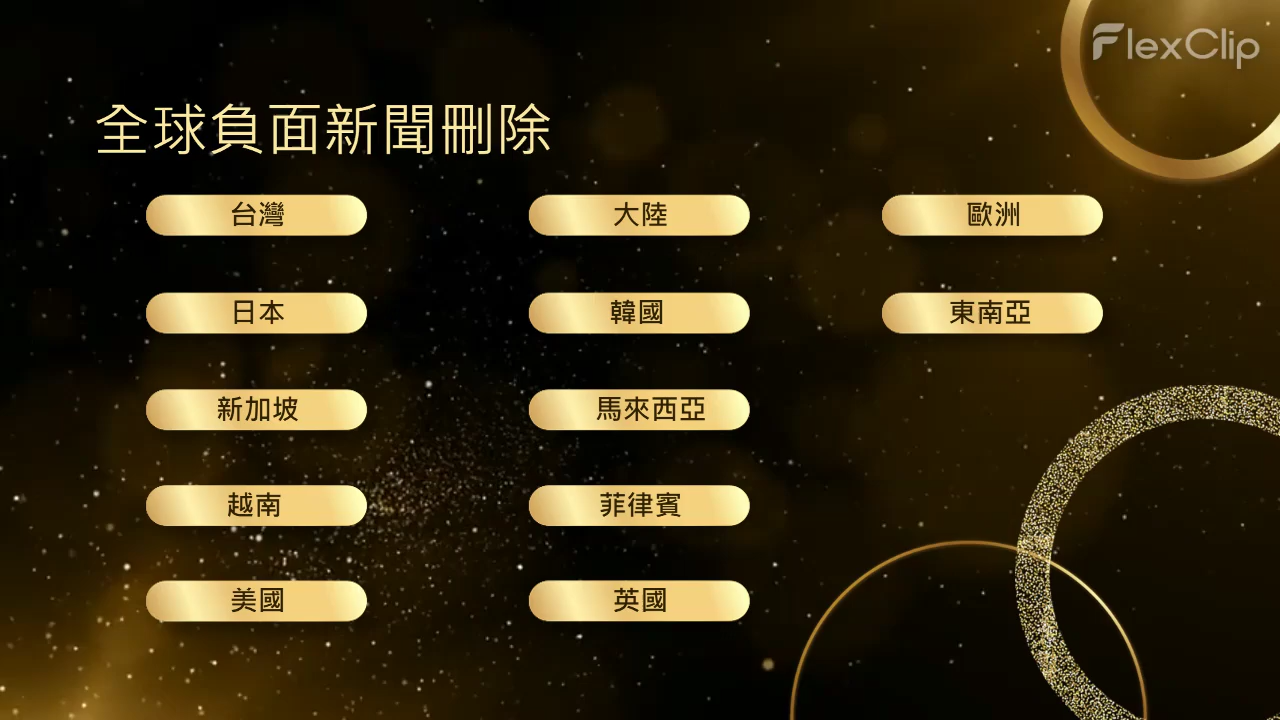 FlexClip
全球負面新聞刪除
台灣
大陸
歐洲
日本
韓國
東南亞
新加坡
馬來西亞
越南
菲律賓
美國
英國